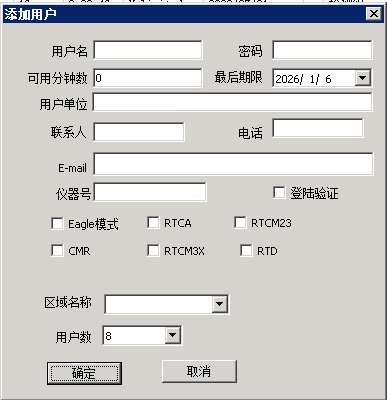 添加用户
用户名 密码
可用分钟数 0 最后期限 2026/ 1/ 6
用户单位
联系人 电话
E-mail
仪器号 登陆验证
Eagle模式 RTCA RTCM23
CMR RTCM3X RTD
区域名称
用户数 8
确定 取消